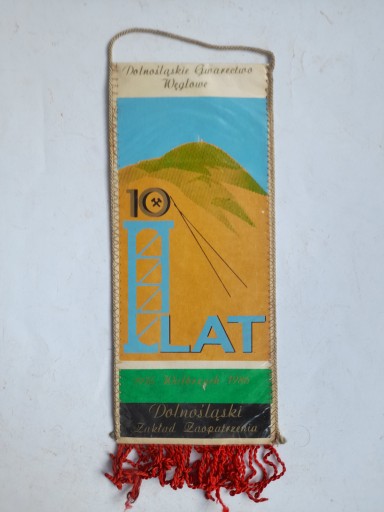 Dolnośląskie Gwarectwo
Węglowe
10
LAT
Dolnośląski
Zakład Zaopatrzenia